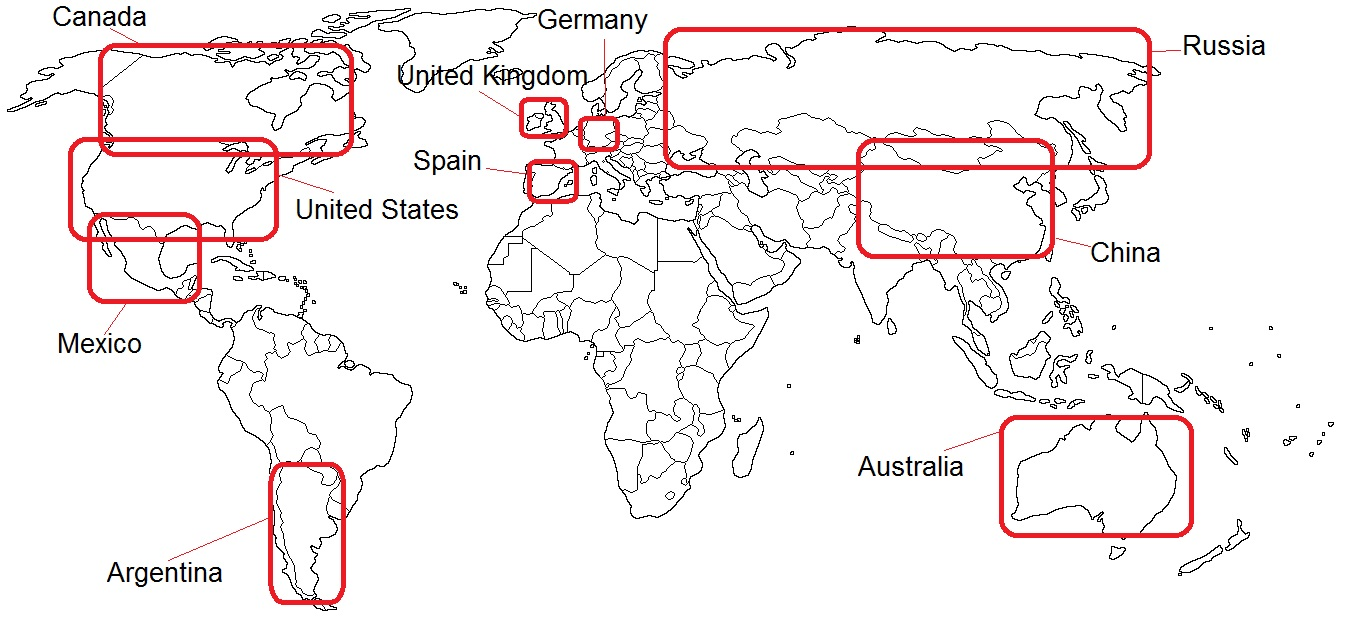 Canada
Germany
Russia
United Kingdom
Spain
United States
China
Mexico
Australia
Argentina